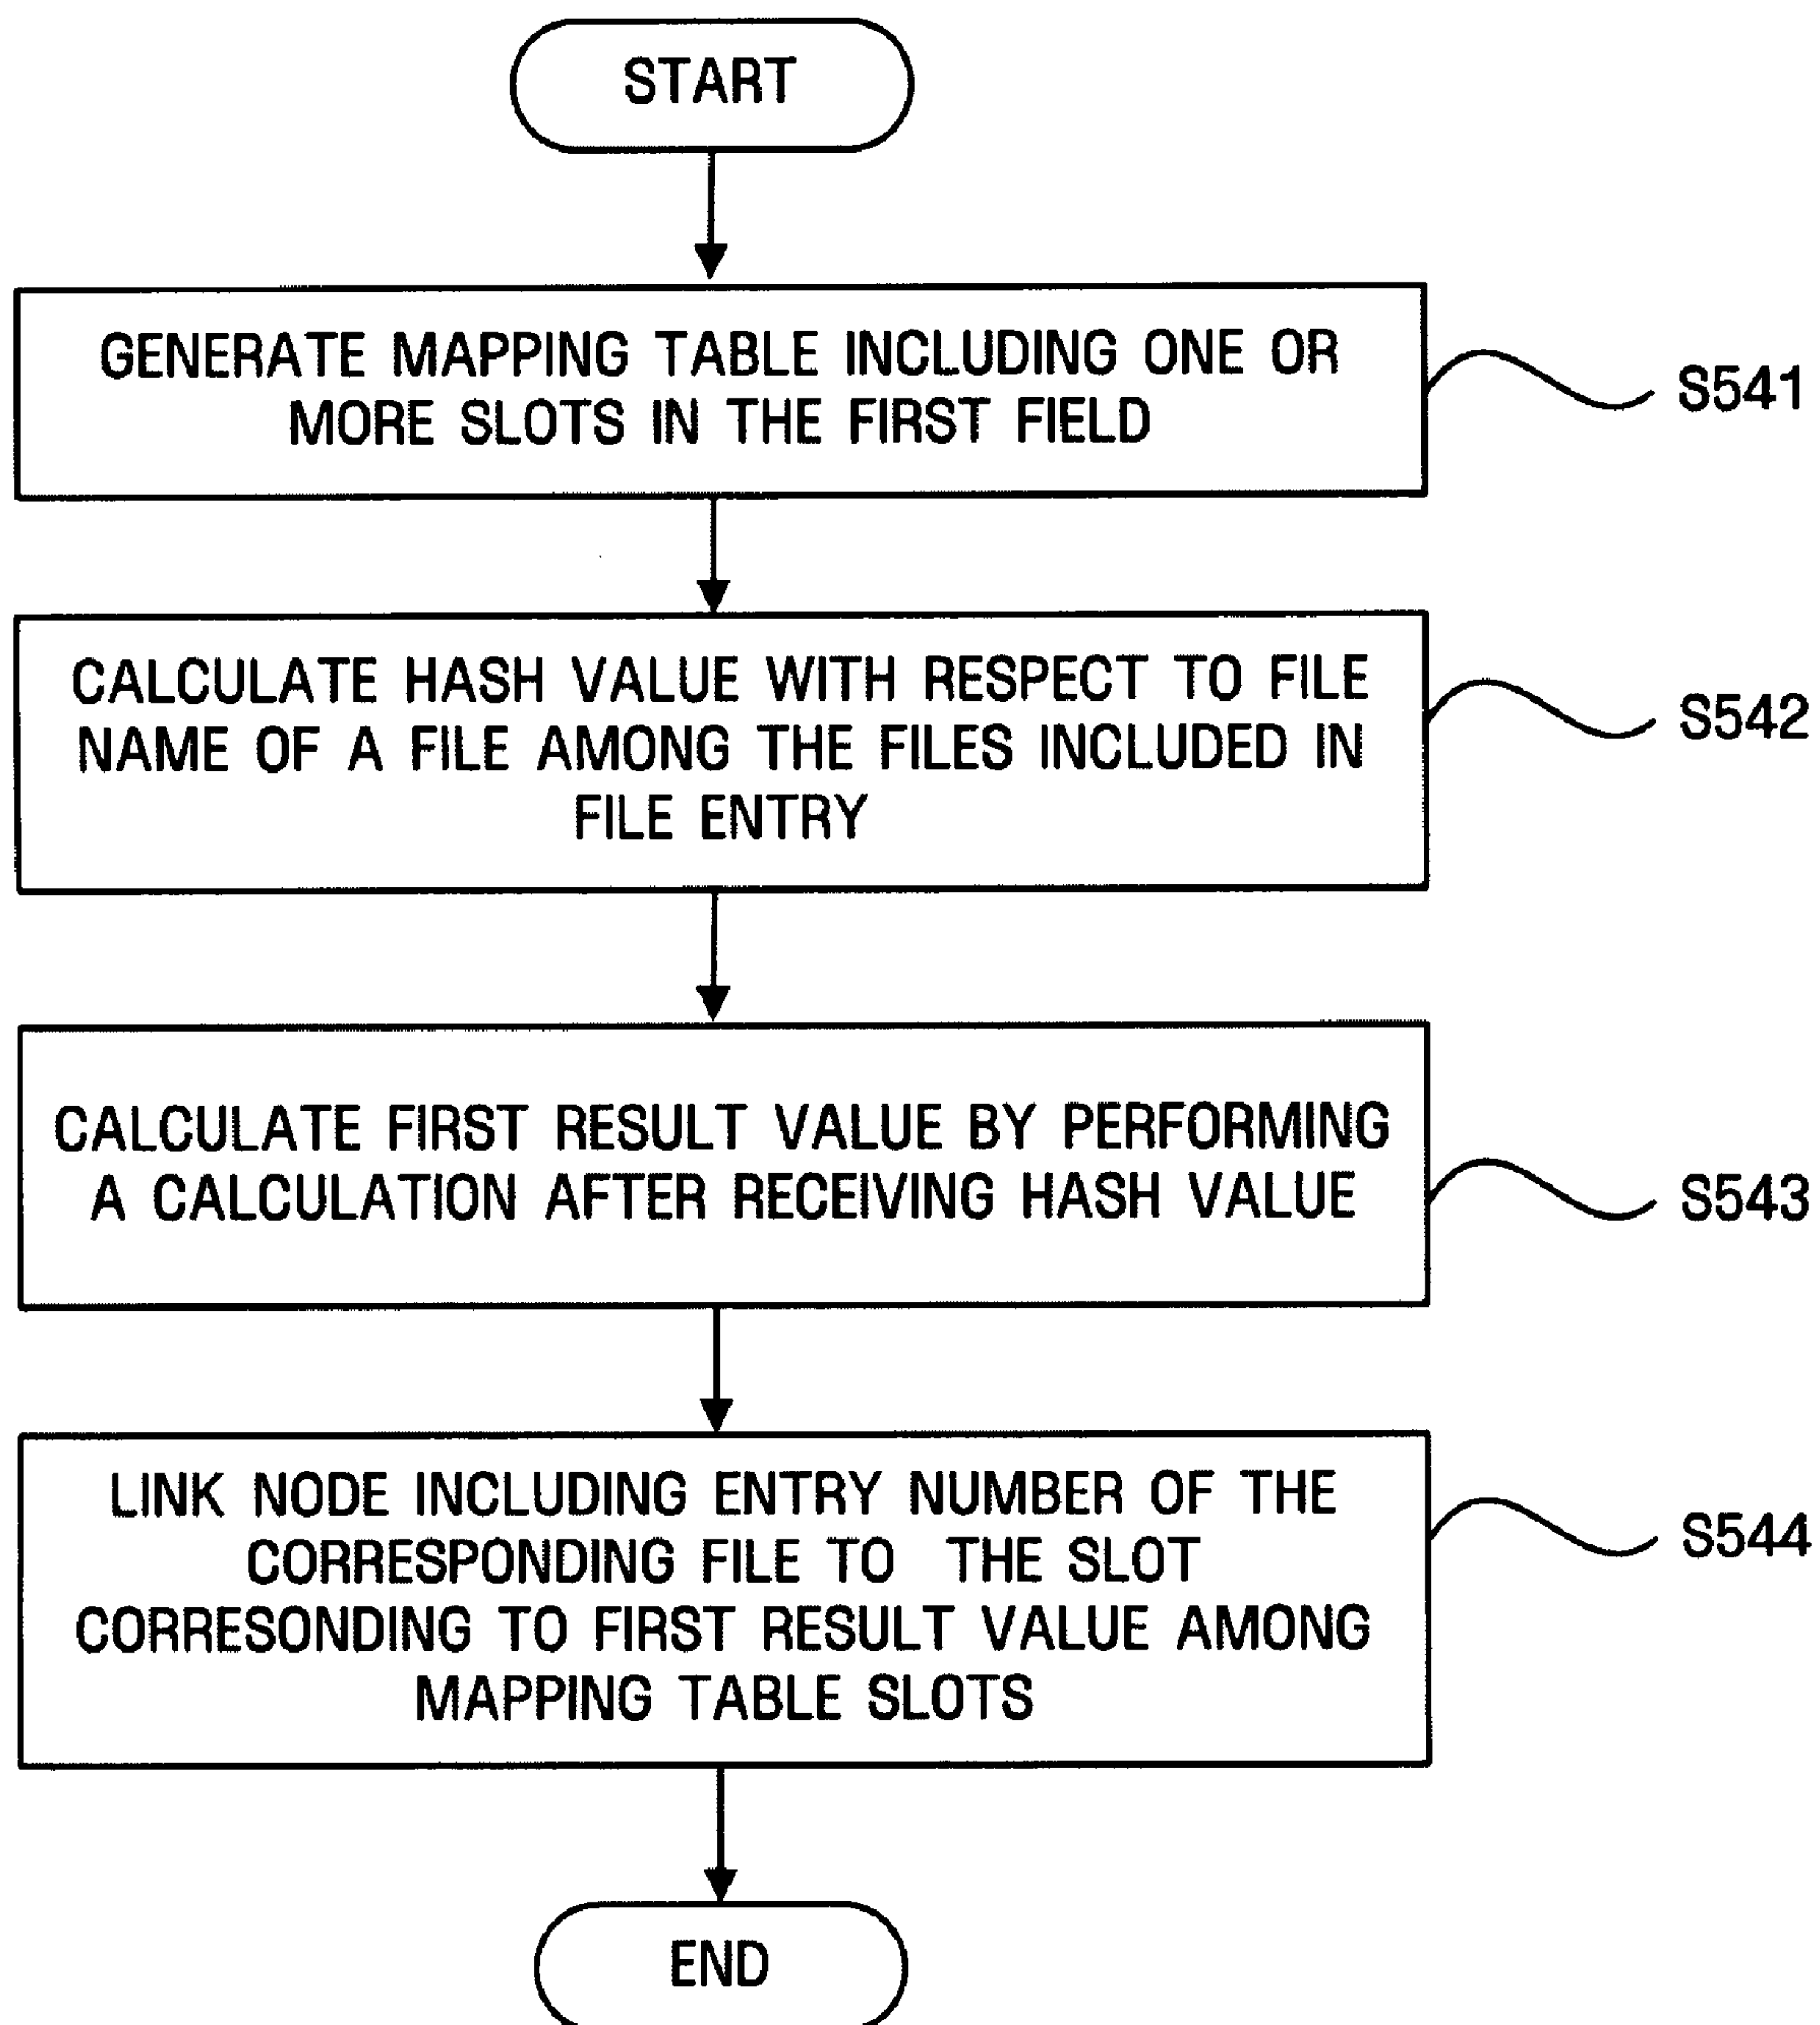 START
GENERATE MAPPING TABLE INCLUDING ONE OR
MORE SLOTS IN THE FIRST FIELD
S541
CALCULATE HASH VALUE WITH RESPECT TO FILE
NAME OF A FILE AMONG THE FILES INCLUDED IN
FILE ENTRY
S542
CALCULATE FIRST RESULT VALUE BY PERFORMING
A CALCULATION AFTER RECEIVING HASH VALUE
S543
LINK NODE INCLUDING ENTRY NUMBER OF THE
CORRESPONDING FILE TO THE SLOT
CORRESONDING TO FIRST RESULT VALUE AMONG
MAPPING TABLE SLOTS
S544
END